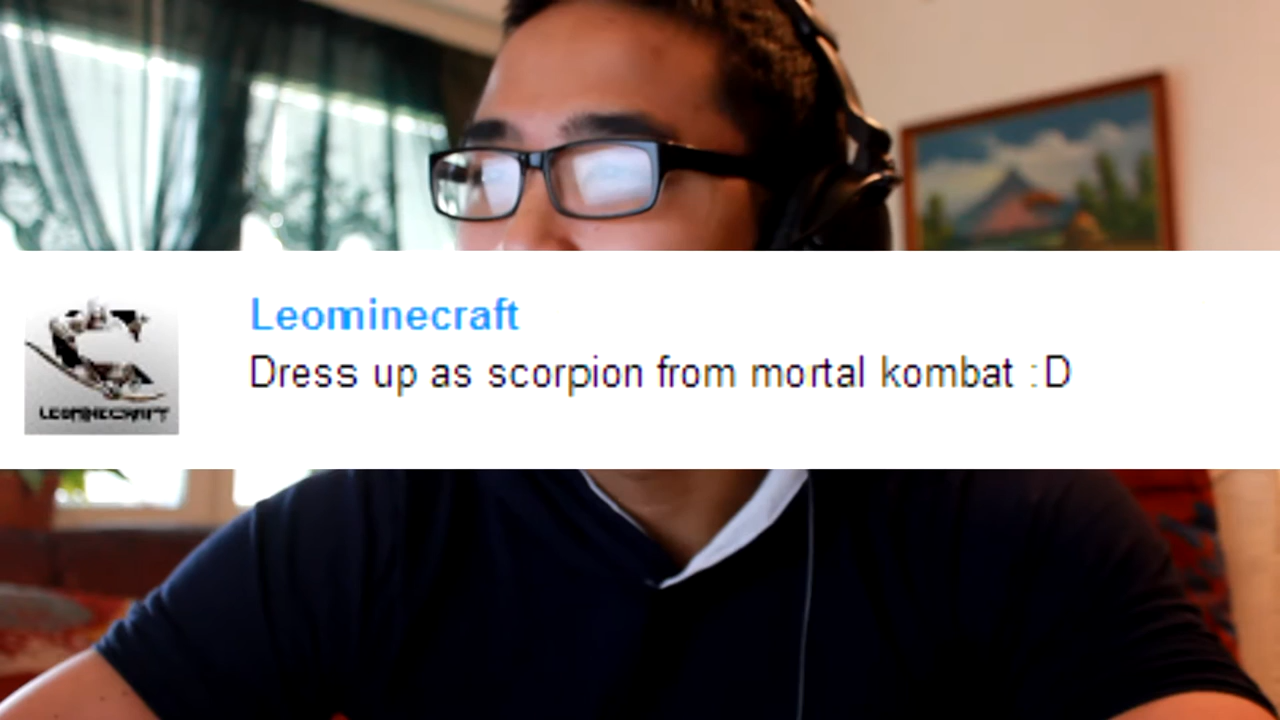 Leominecraft
Dress up as scorpion from mortal kombat :D
LEOMINECRAFT